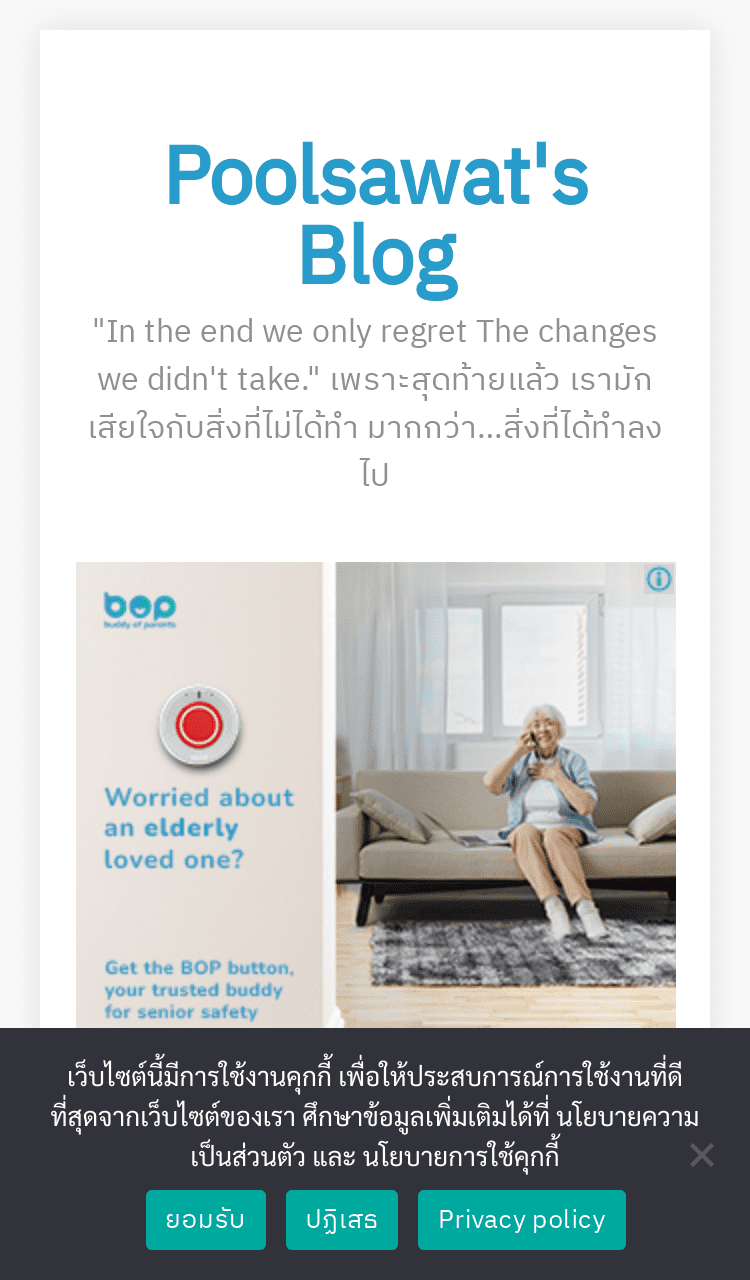 Poolsawat's
Blog
"In the end we only regret The changes
we didn't take." เพราะสุดท้ายแล้ว เรามัก
เสียใจกับสิ่งที่ไม่ได้ทำ มากกว่า...สิ่งที่ได้ทำลง
ไป
bop
buddy of parents
Worried about
an elderly
loved one?
Get the BOP button,
your trusted buddy
for senior safety
เว็บไซต์นี้มีการใช้งานคุกกี้ เพื่อให้ประสบการณ์การใช้งานที่ดี
ที่สุดจากเว็บไซต์ของเรา ศึกษาข้อมูลเพิ่มเติมได้ที่ นโยบายความ
เป็นส่วนตัว และ นโยบายการใช้คุกกี้
ยอมรับ
ปฏิเสธ
Privacy policy